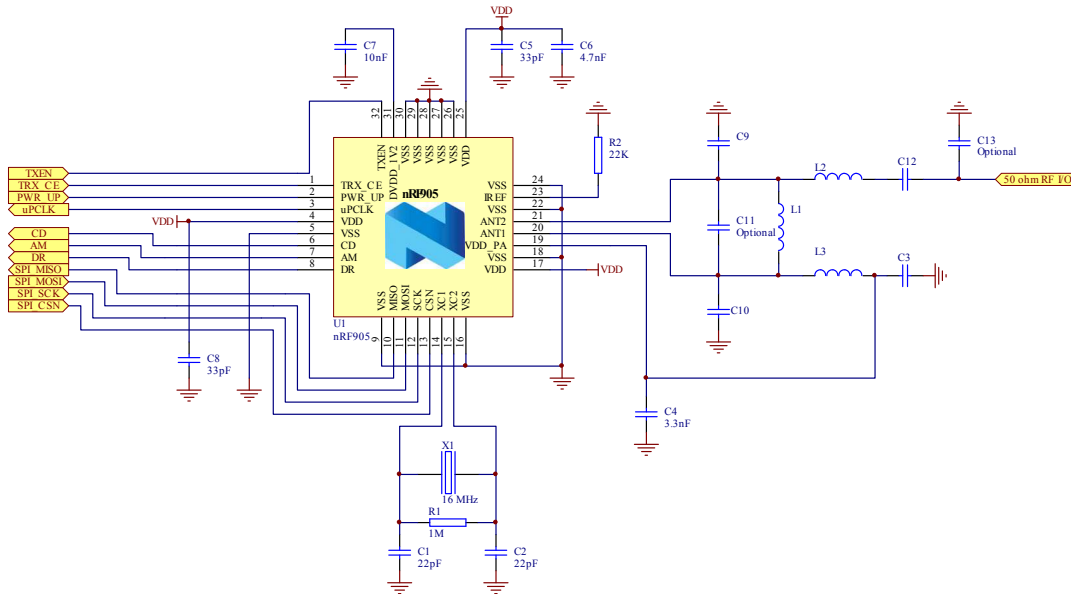 VDD
C7
10nF
C5
33pF
C6
4.7nF
32
31
30
29
28
27
26
25
TXEN
DVDD_1V2
VSS
VSS
VSS
VSS
VSS
VDD
R2
22K
C9
C13
Optional
L2
C12
50 ohm RF I/O
TXEN
TRX_CE
PWR_UP
uPCLK
CD
AM
DR
SPI_MISO
SPI_MOSI
SPI_SCK
SPI_CSN
VDD
1
2
3
4
5
6
7
8
TRX_CE
PWR_UP
uPCLK
VDD
VSS
CD
AM
DR
nRF905
VSS
IREF
VSS
ANT2
ANT1
VDD_PA
VSS
VDD
24
23
22
21
20
19
18
17
VDD
C11
Optional
L1
L3
C3
C10
VSS
MISO
MOSI
SCK
CSN
XC1
XC2
VSS
U1
nRF905
9
10
11
12
13
14
15
16
C8
33pF
C4
3.3nF
X1
16 MHz
R1
1M
C1
22pF
C2
22pF